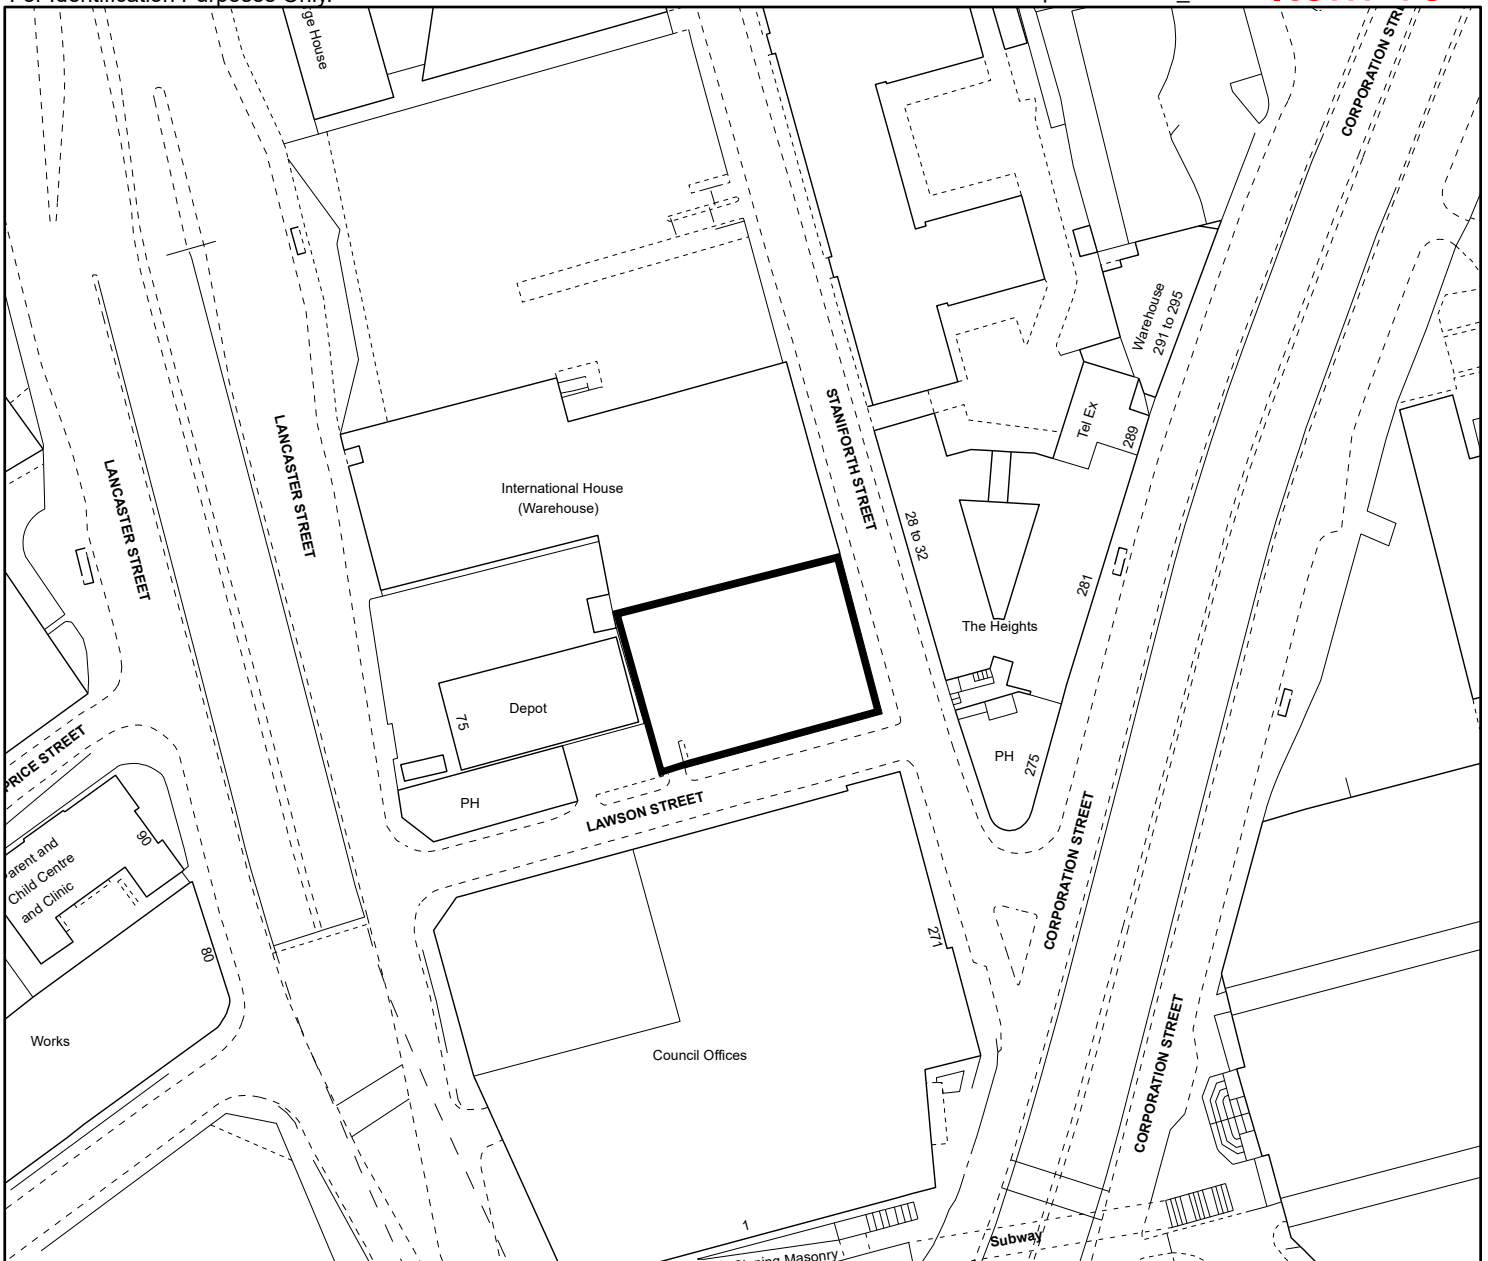 For Identification Purposes Only.
CORPORATION STR
House
Warehouse
291 to 295
LANCASTER STREET
LANCASTER STREET
STANIFORTH STREET
Tel Ex
289
International House
(Warehouse)
28 to 32
281
The Heights
Depot
75
PRICE STREET
PH
275
PH
LAWSON STREET
90
Parent and
Child Centre
and Clinic
CORPORATION STREET
271
80
Works
Council Offices
CORPORATION STREET
1
Subway
Masonry